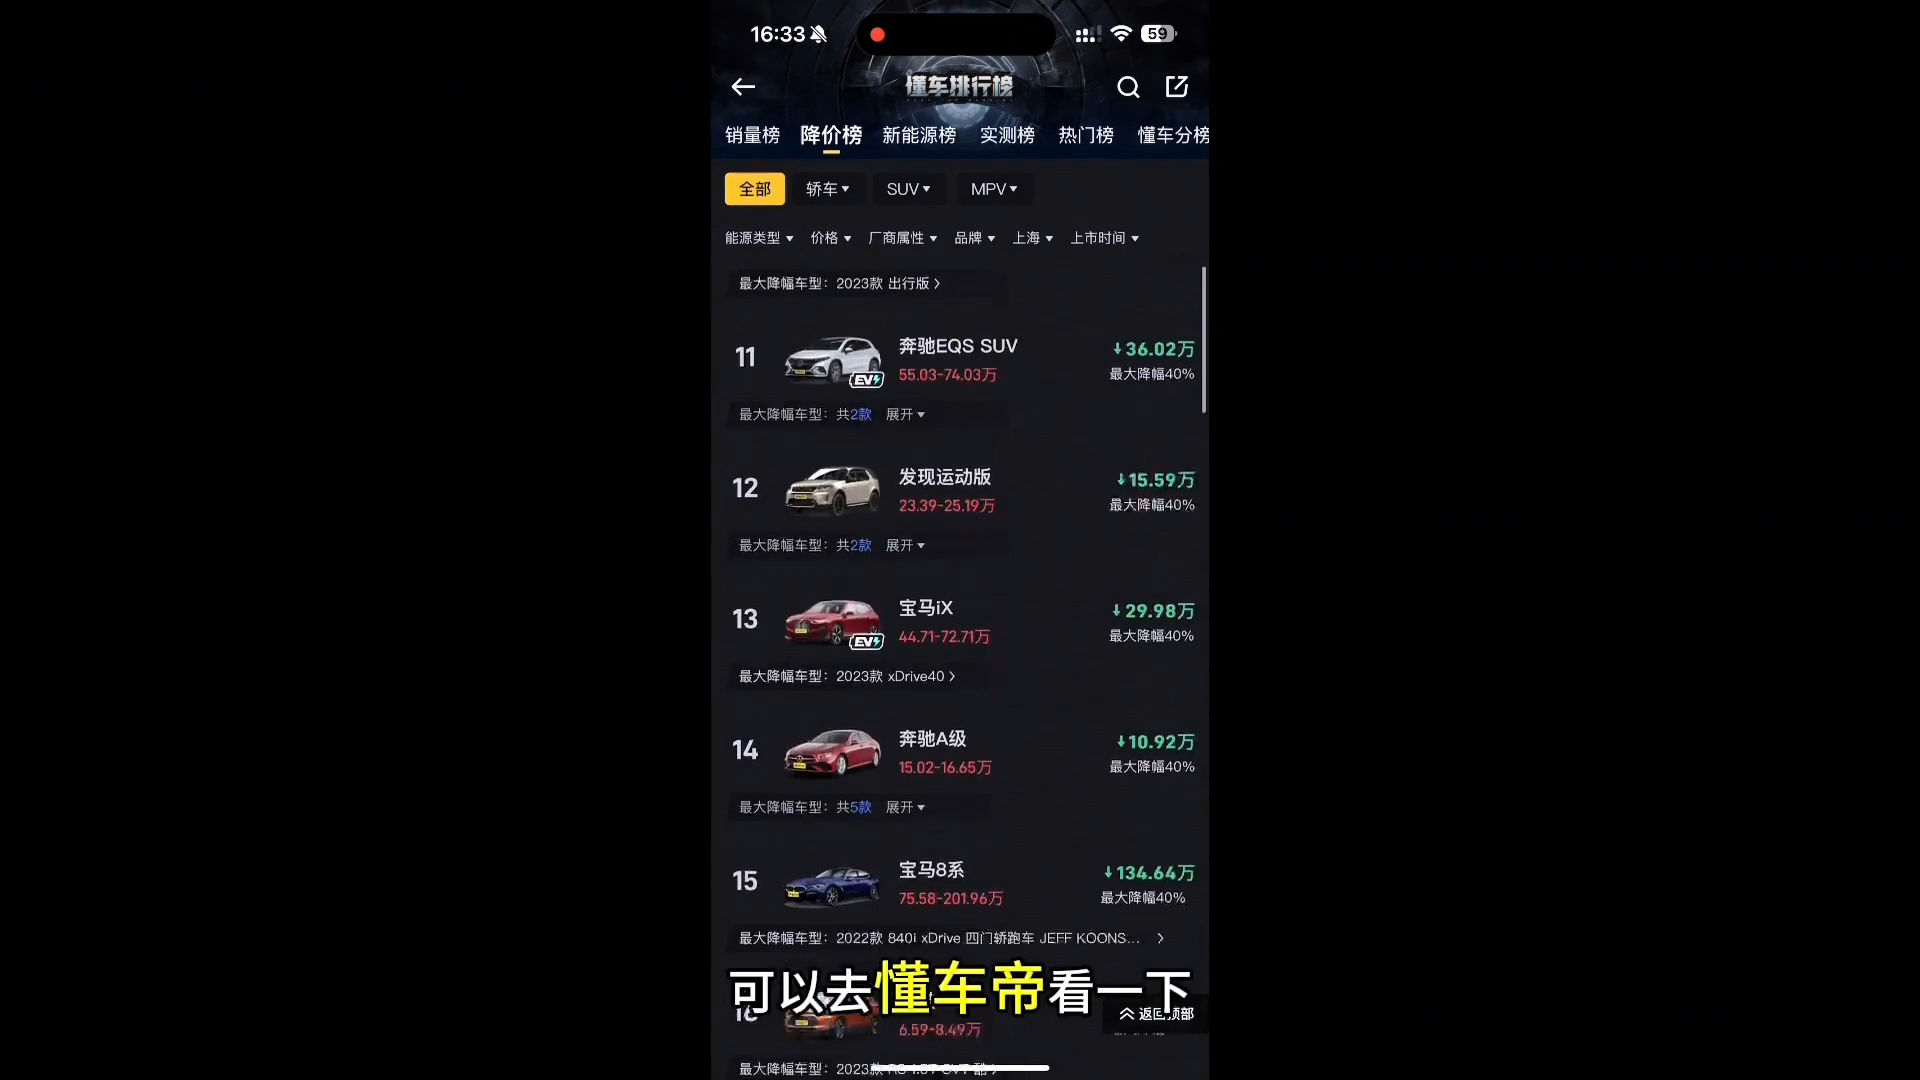 16:33
59
懂车排行榜
销量榜 降价榜 新能源榜 实测榜 热门榜 懂车分榜
全部 轿车 SUV MPV
能源类型 价格 厂商属性 品牌 上海 上市时间
最大降幅车型：2023款 出行版
11 奔驰EQS SUV 36.02万
EV 55.03-74.03万 最大降幅40%
最大降幅车型：共2款 展开
12 发现运动版 15.59万
23.39-25.19万 最大降幅40%
最大降幅车型：共2款 展开
13 宝马iX 29.98万
EV 44.71-72.71万 最大降幅40%
最大降幅车型：2023款 xDrive40
14 奔驰A级 10.92万
15.02-16.65万 最大降幅40%
最大降幅车型：共5款 展开
15 宝马8系 134.64万
75.58-201.96万 最大降幅40%
最大降幅车型：2022款 840i xDrive 四门轿跑车 JEFF KOONS...
可以去懂车帝看一下
16
返回顶部
6.59-8.49万
最大降幅车型：2023款